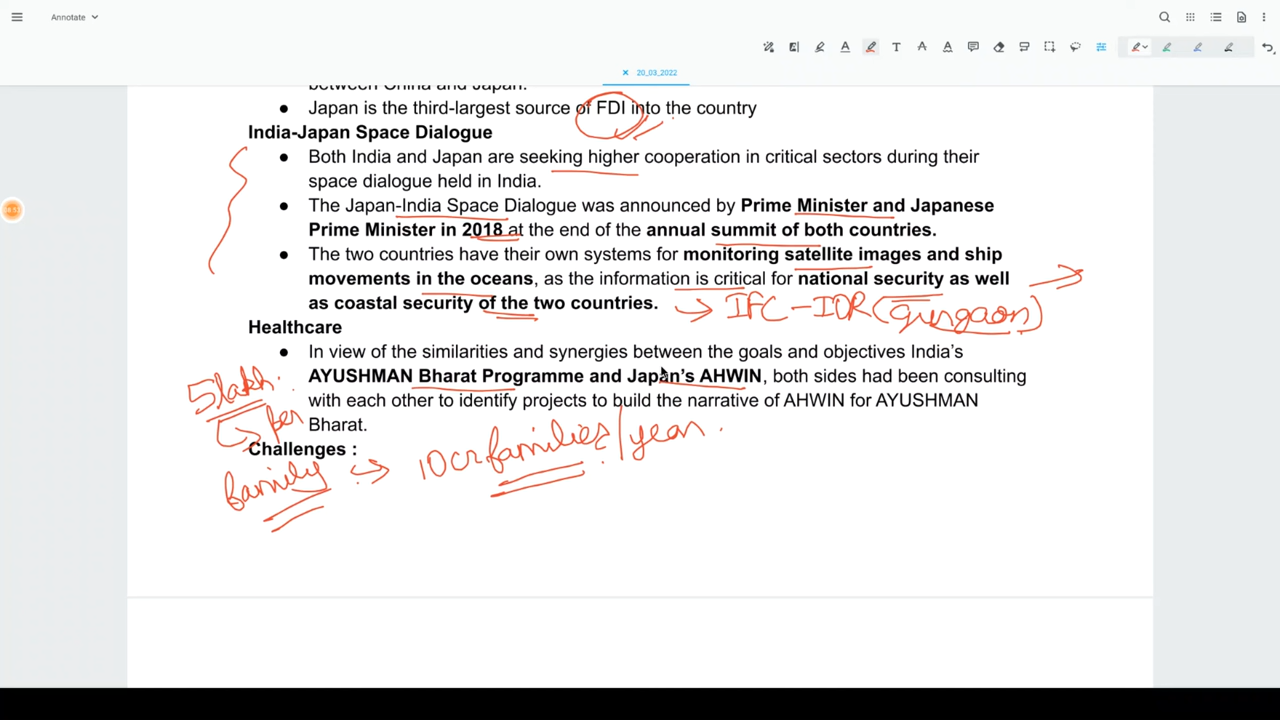 Annotate
20_03_2022
between China and Japan.
● Japan is the third-largest source of FDI into the country
India-Japan Space Dialogue
● Both India and Japan are seeking higher cooperation in critical sectors during their
space dialogue held in India.
● The Japan-India Space Dialogue was announced by Prime Minister and Japanese
Prime Minister in 2018 at the end of the annual summit of both countries.
● The two countries have their own systems for monitoring satellite images and ship
movements in the oceans, as the information is critical for national security as well
as coastal security of the two countries. → IFC-IOR (Gurgaon)
Healthcare
● In view of the similarities and synergies between the goals and objectives India's
AYUSHMAN Bharat Programme and Japan's AHWIN, both sides had been consulting
with each other to identify projects to build the narrative of AHWIN for AYUSHMAN
Bharat.
5 lakh
↳ per
Challenges :
family → 10 cr families/year.